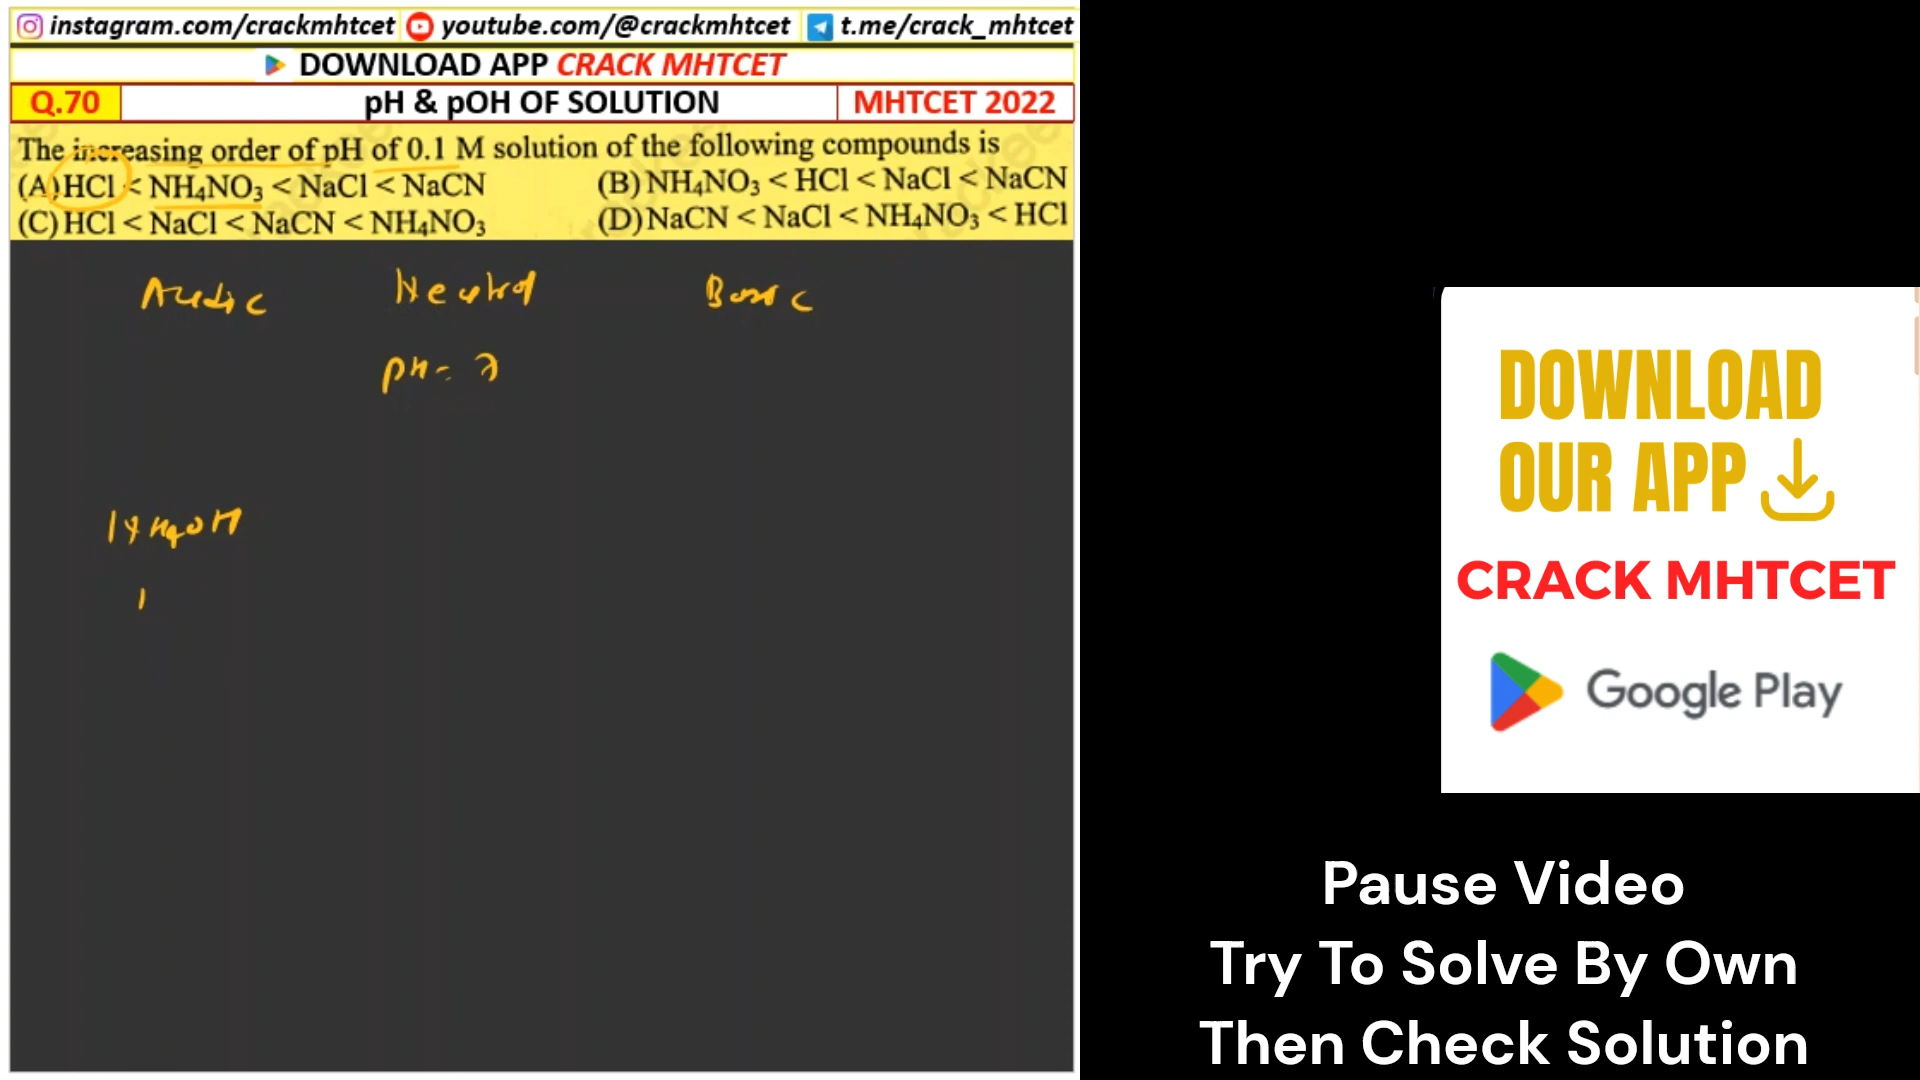 instagram.com/crackmhtcet youtube.com/@crackmhtcet t.me/crack_mhtcet
DOWNLOAD APP CRACK MHTCET
Q.70 pH & pOH OF SOLUTION MHTCET 2022
The increasing order of pH of 0.1 M solution of the following compounds is
(A) HCl < NH₄NO₃ < NaCl < NaCN (B) NH₄NO₃ < HCl < NaCl < NaCN
(C) HCl < NaCl < NaCN < NH₄NO₃ (D) NaCN < NaCl < NH₄NO₃ < HCl
Acidic Neutral Basic
pH = 7
NH₄OH
DOWNLOAD
OUR APP
CRACK MHTCET
Google Play
Pause Video
Try To Solve By Own
Then Check Solution